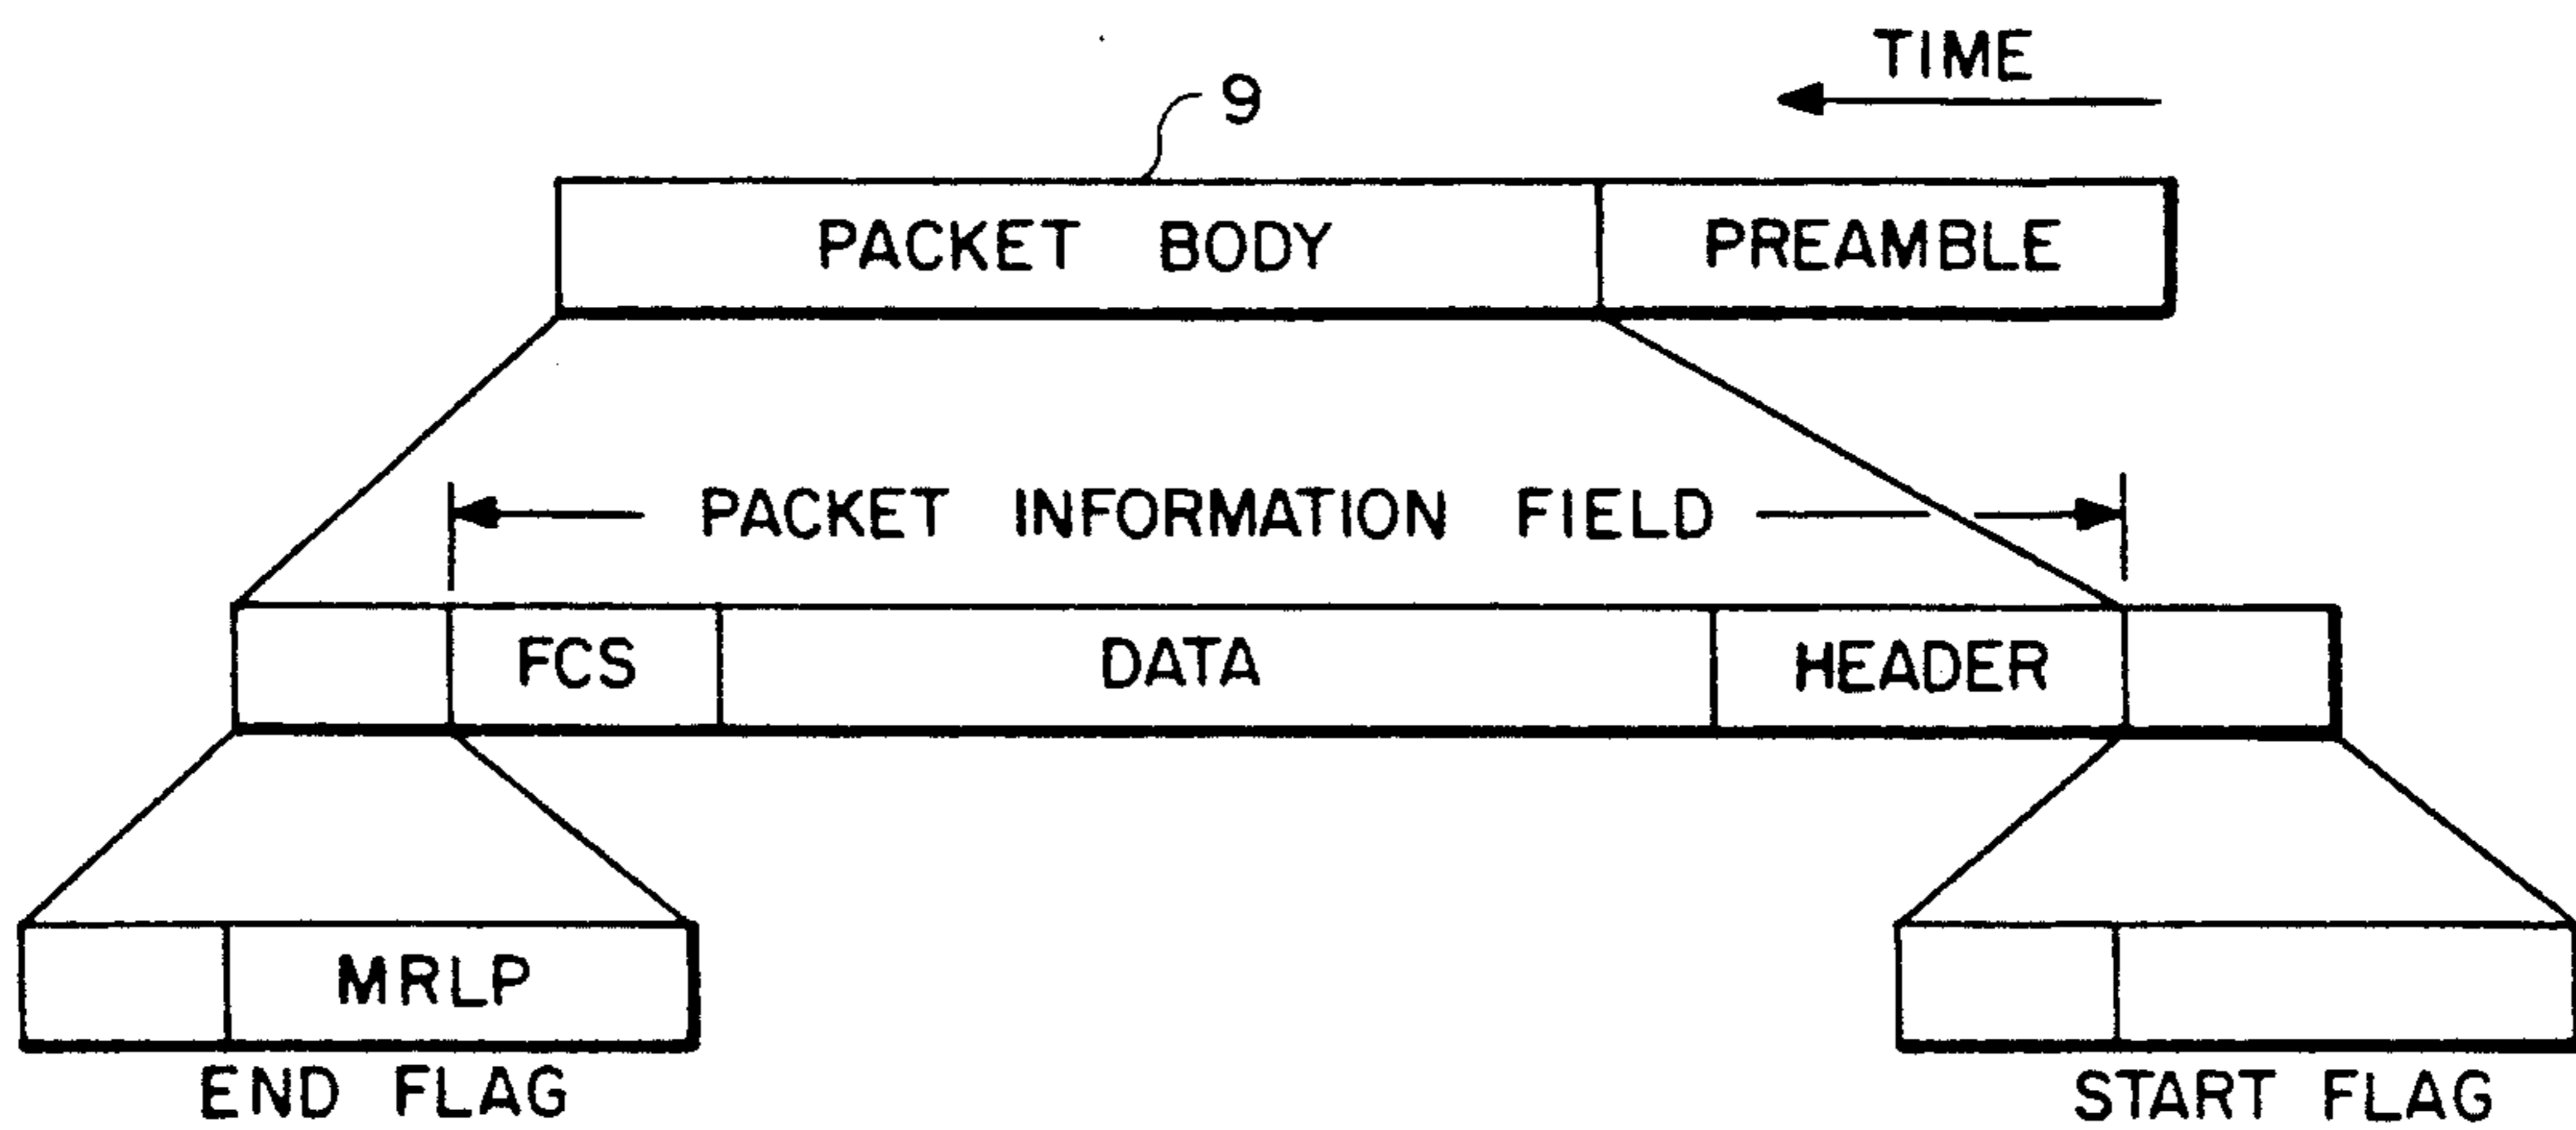 TIME
9
PACKET BODY
PREAMBLE
PACKET INFORMATION FIELD
FCS
DATA
HEADER
MRLP
END FLAG
START FLAG